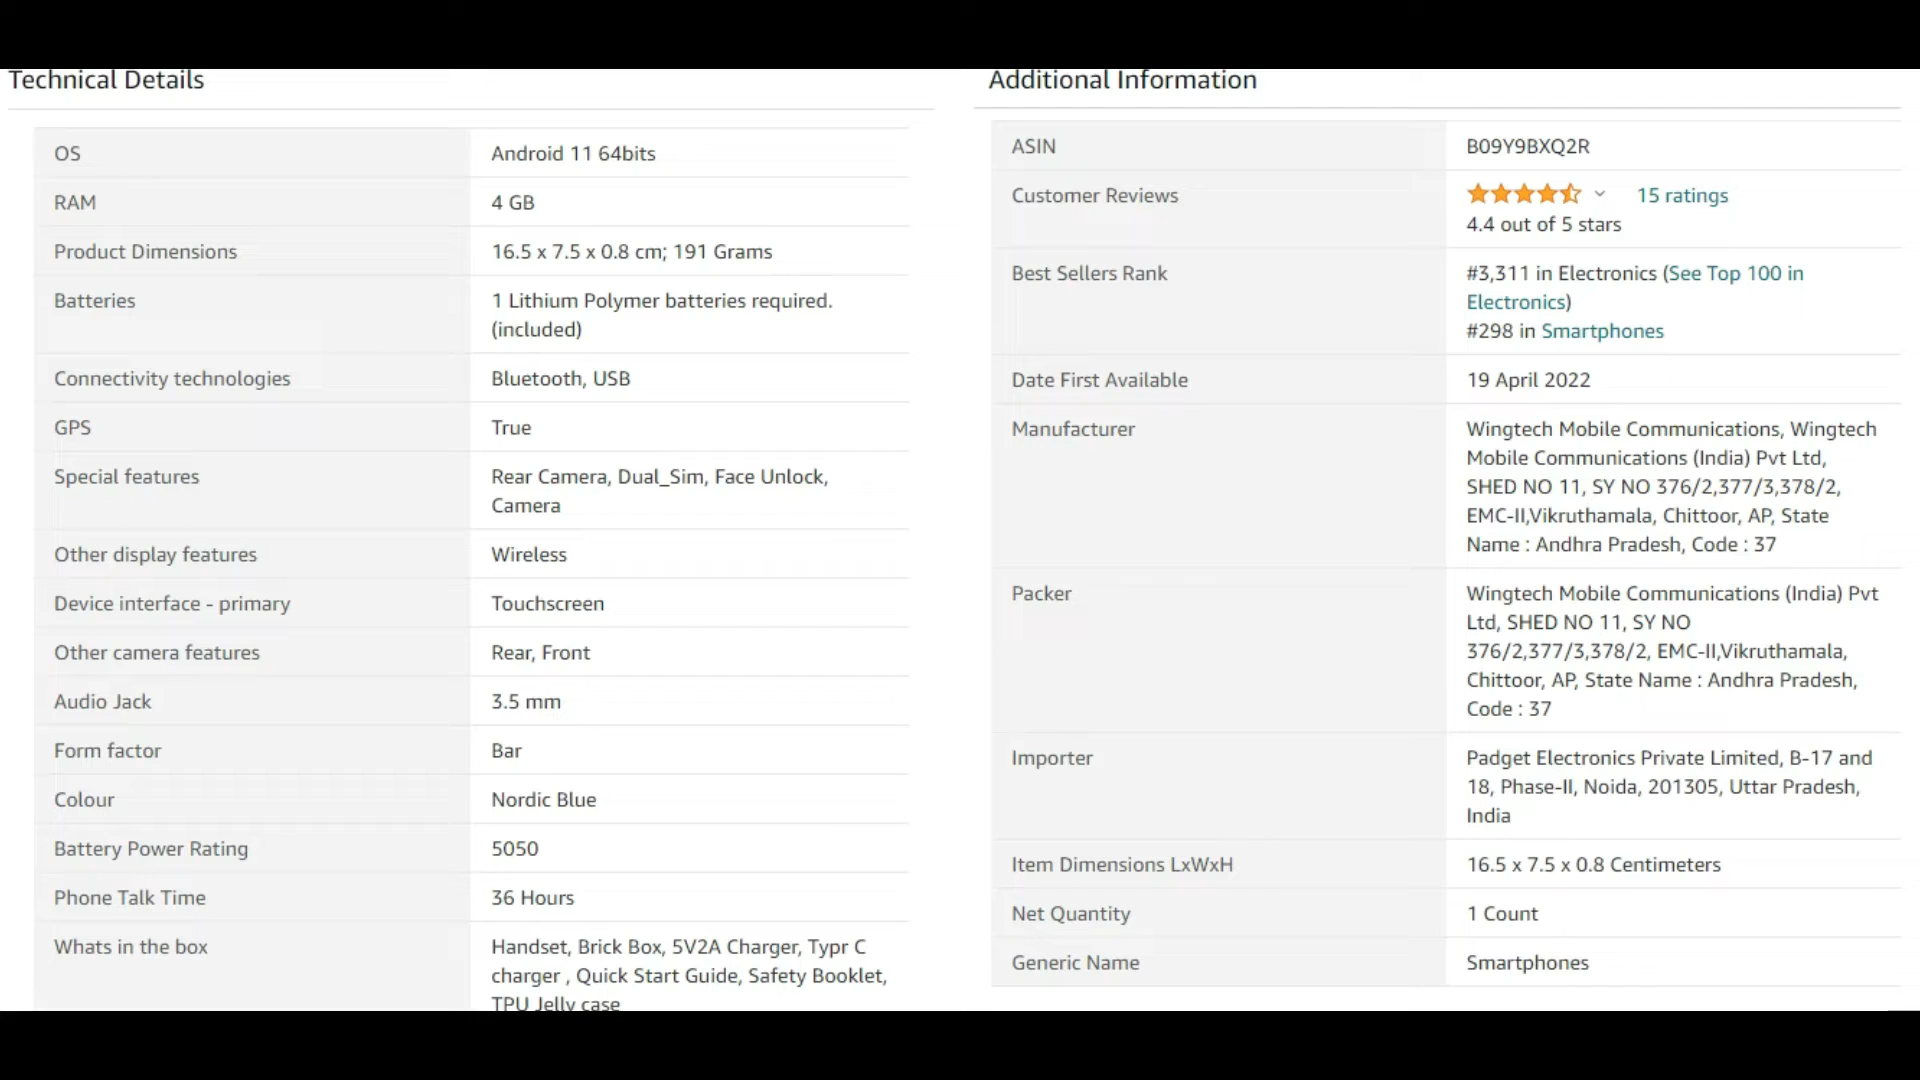 Technical Details
OS
Android 11 64bits
RAM
4 GB
Product Dimensions
16.5 x 7.5 x 0.8 cm; 191 Grams
Batteries
1 Lithium Polymer batteries required.
(included)
Connectivity technologies
Bluetooth, USB
GPS
True
Special features
Rear Camera, Dual_Sim, Face Unlock,
Camera
Other display features
Wireless
Device interface - primary
Touchscreen
Other camera features
Rear, Front
Audio Jack
3.5 mm
Form factor
Bar
Colour
Nordic Blue
Battery Power Rating
5050
Phone Talk Time
36 Hours
Whats in the box
Handset, Brick Box, 5V2A Charger, Typr C
charger , Quick Start Guide, Safety Booklet,
TPU Jelly case
Additional Information
ASIN
B09Y9BXQ2R
Customer Reviews
15 ratings
4.4 out of 5 stars
Best Sellers Rank
#3,311 in Electronics (See Top 100 in
Electronics)
#298 in Smartphones
Date First Available
19 April 2022
Manufacturer
Wingtech Mobile Communications, Wingtech
Mobile Communications (India) Pvt Ltd,
SHED NO 11, SY NO 376/2,377/3,378/2,
EMC-II,Vikruthamala, Chittoor, AP, State
Name : Andhra Pradesh, Code : 37
Packer
Wingtech Mobile Communications (India) Pvt
Ltd, SHED NO 11, SY NO
376/2,377/3,378/2, EMC-II,Vikruthamala,
Chittoor, AP, State Name : Andhra Pradesh,
Code : 37
Importer
Padget Electronics Private Limited, B-17 and
18, Phase-II, Noida, 201305, Uttar Pradesh,
India
Item Dimensions LxWxH
16.5 x 7.5 x 0.8 Centimeters
Net Quantity
1 Count
Generic Name
Smartphones